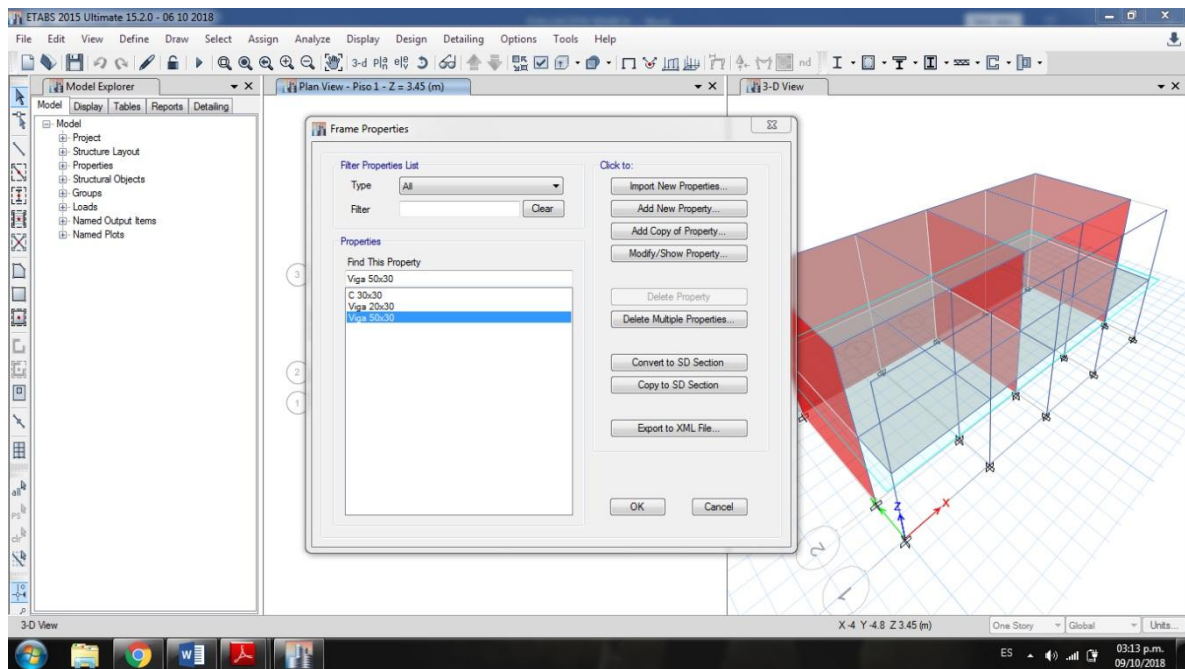 ETABS 2015 Ultimate 15.2.0 - 06 10 2018
File Edit View Define Draw Select Assign Analyze Display Design Detailing Options Tools Help
3-d
nd
Model Explorer
Plan View - Piso 1 - Z = 3.45 (m)
3-D View
Model Display Tables Reports Detailing
Model
Project
Structure Layout
Properties
Structural Objects
Groups
Loads
Named Output Items
Named Plots
Frame Properties
Filter Properties List
Type All
Filter Clear
Properties
Find This Property
Viga 50x30
C 30x30
Viga 20x30
Viga 50x30
Click to:
Import New Properties...
Add New Property...
Add Copy of Property...
Modify/Show Property...
Delete Property
Delete Multiple Properties...
Convert to SD Section
Copy to SD Section
Export to XML File...
OK Cancel
3
2
1
Z
X
2
1
all
3-D View
X -4 Y -4.8 Z 3.45 (m)
One Story Global Units...
ES 03:13 p.m.
09/10/2018